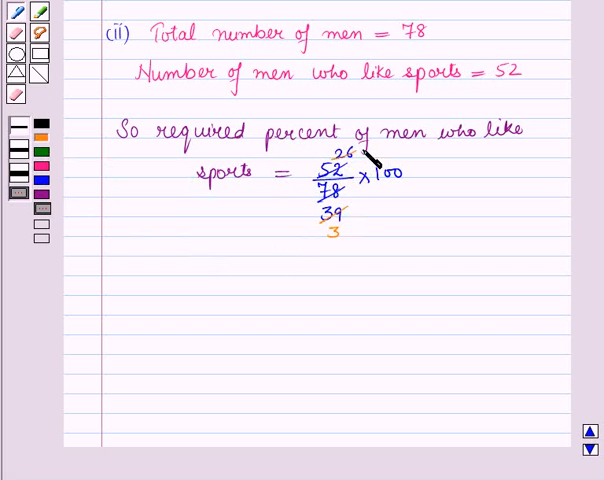 (ii) Total number of men = 78
Number of men who like sports = 52
So required percent of men who like
26
sports = 52/78 × 100
39
3